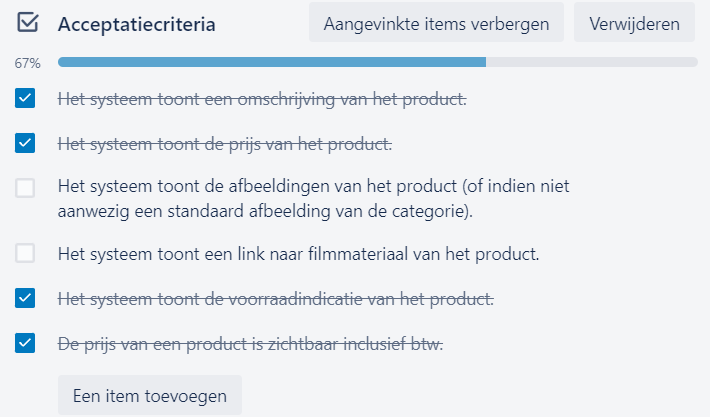 Acceptatiecriteria
Aangevinkte items verbergen
Verwijderen
67%
Het systeem toont een omschrijving van het product.
Het systeem toont de prijs van het product.
Het systeem toont de afbeeldingen van het product (of indien niet
aanwezig een standaard afbeelding van de categorie).
Het systeem toont een link naar filmmateriaal van het product.
Het systeem toont de voorraadindicatie van het product.
De prijs van een product is zichtbaar inclusief btw.
Een item toevoegen